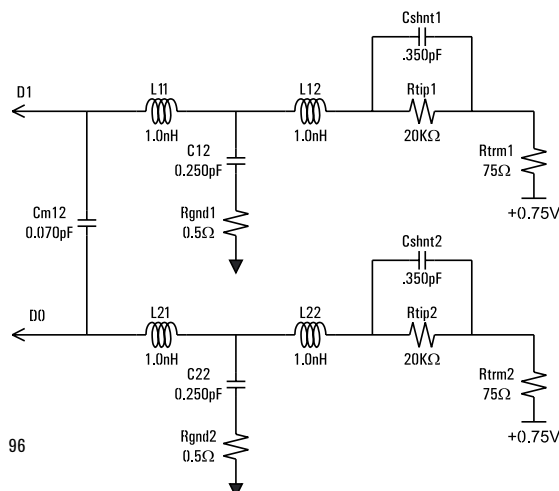 Cshnt1
.350pF
D1
L11
L12
1.0nH
1.0nH
Rtip1
20KΩ
C12
0.250pF
Rtrm1
75Ω
+0.75V
Rgnd1
0.5Ω
Cm12
0.070pF
Cshnt2
.350pF
D0
L21
L22
1.0nH
1.0nH
Rtip2
20KΩ
C22
0.250pF
Rtrm2
75Ω
+0.75V
Rgnd2
0.5Ω
96